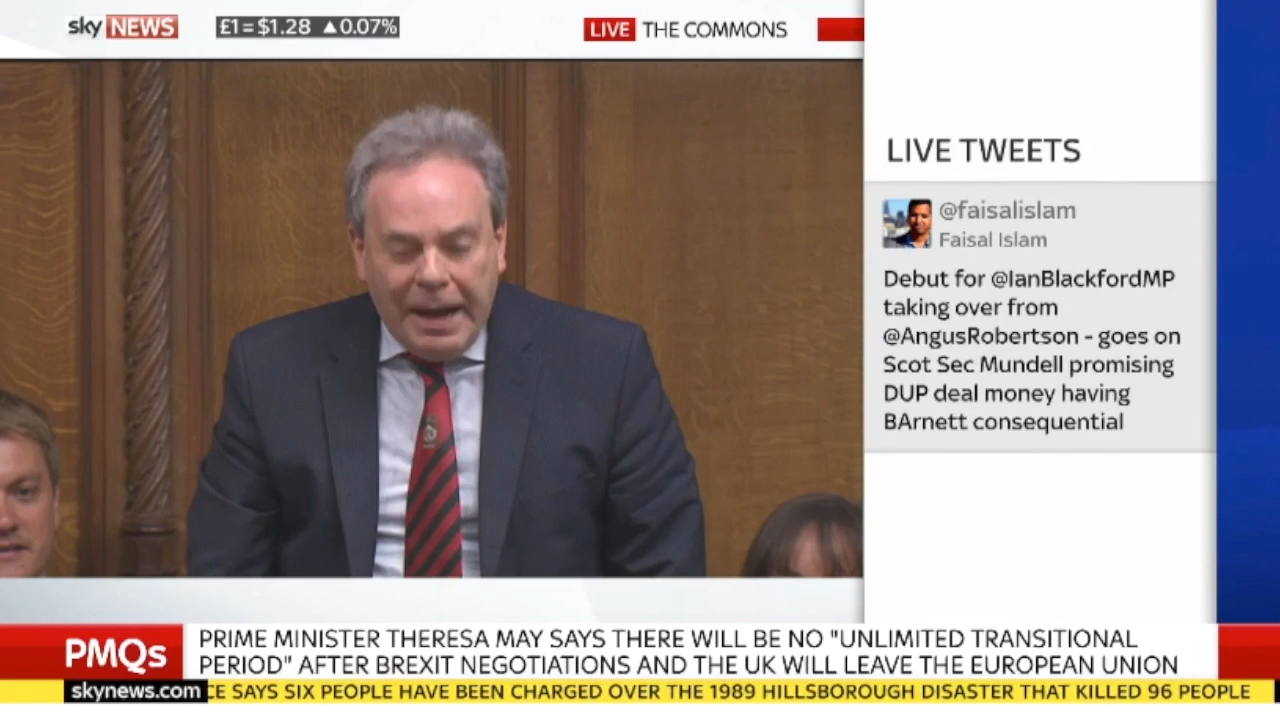 sky NEWS
£1=$1.28 ▲0.07%
LIVE THE COMMONS
LIVE TWEETS
@faisalislam
Faisal Islam
Debut for @IanBlackfordMP
taking over from
@AngusRobertson - goes on
Scot Sec Mundell promising
DUP deal money having
BArnett consequential
PMQs
PRIME MINISTER THERESA MAY SAYS THERE WILL BE NO "UNLIMITED TRANSITIONAL
PERIOD" AFTER BREXIT NEGOTIATIONS AND THE UK WILL LEAVE THE EUROPEAN UNION
skynews.com
CE SAYS SIX PEOPLE HAVE BEEN CHARGED OVER THE 1989 HILLSBOROUGH DISASTER THAT KILLED 96 PEOPLE